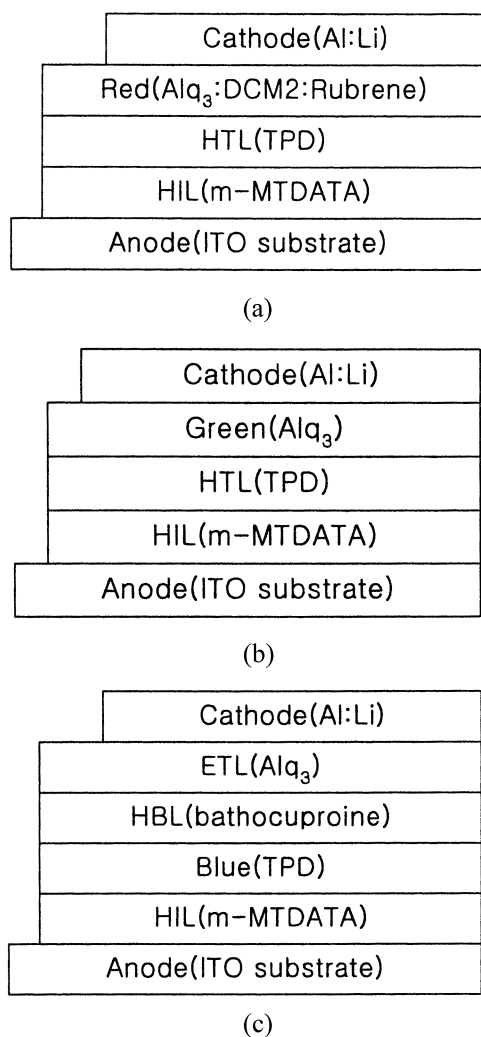 Cathode(Al:Li)
Red(Alq₃:DCM2:Rubrene)
HTL(TPD)
HIL(m-MTDATA)
Anode(ITO substrate)
(a)
Cathode(Al:Li)
Green(Alq₃)
HTL(TPD)
HIL(m-MTDATA)
Anode(ITO substrate)
(b)
Cathode(Al:Li)
ETL(Alq₃)
HBL(bathocuproine)
Blue(TPD)
HIL(m-MTDATA)
Anode(ITO substrate)
(c)